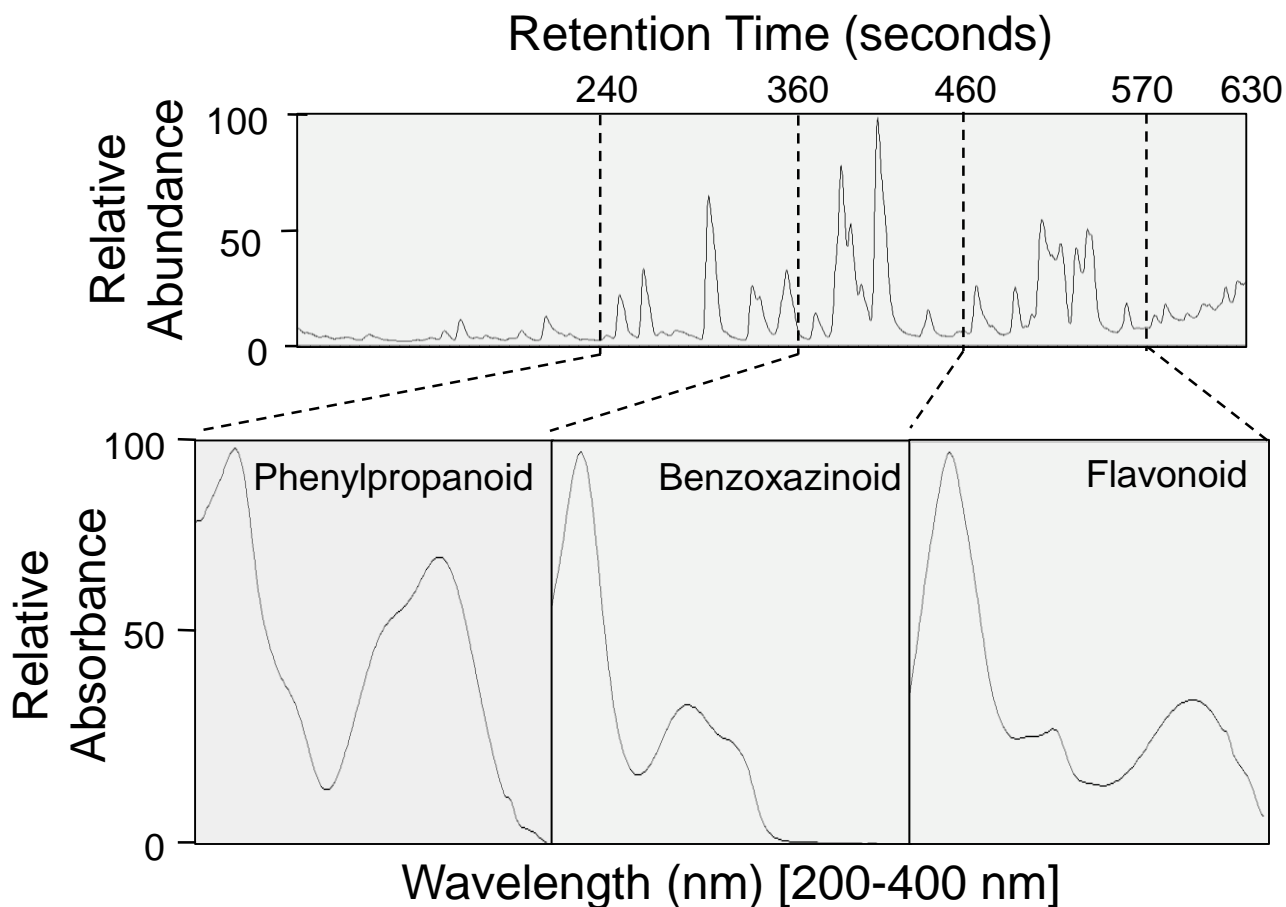 Retention Time (seconds)
240 360 460 570 630
Relative
Abundance
100
50
0
Phenylpropanoid Benzoxazinoid Flavonoid
Relative
Absorbance
100
50
0
Wavelength (nm) [200-400 nm]